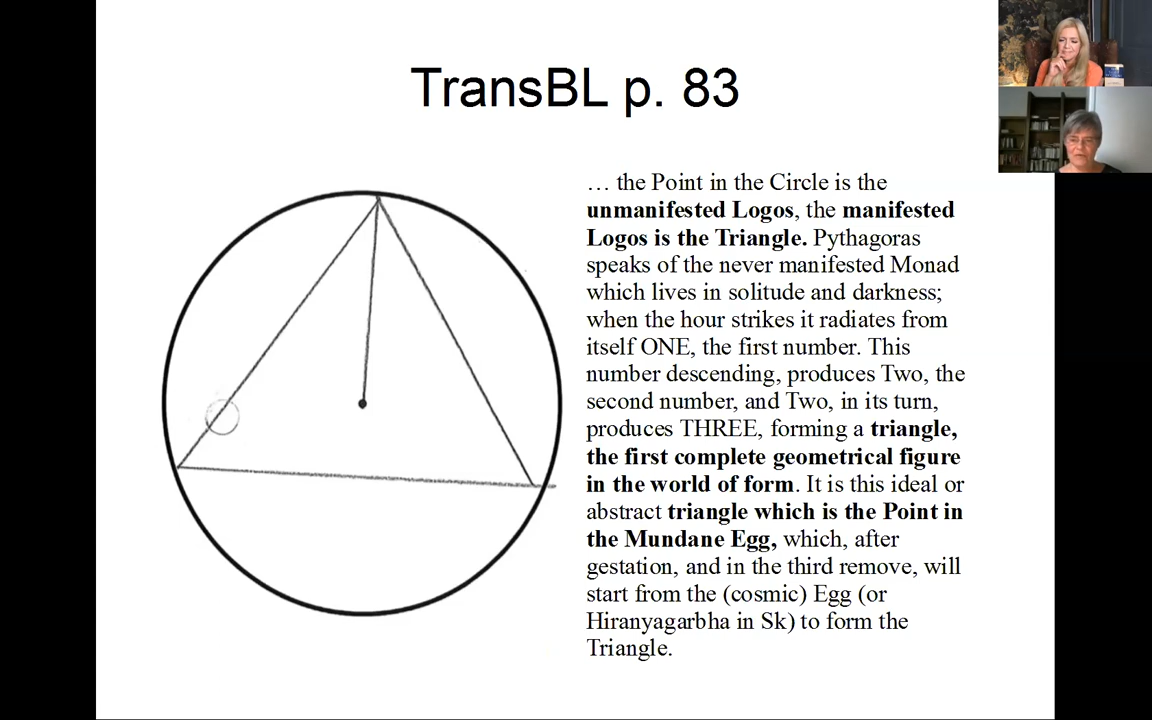 TransBL p. 83
… the Point in the Circle is the
unmanifested Logos, the manifested
Logos is the Triangle. Pythagoras
speaks of the never manifested Monad
which lives in solitude and darkness;
when the hour strikes it radiates from
itself ONE, the first number. This
number descending, produces Two, the
second number, and Two, in its turn,
produces THREE, forming a triangle,
the first complete geometrical figure
in the world of form. It is this ideal or
abstract triangle which is the Point in
the Mundane Egg, which, after
gestation, and in the third remove, will
start from the (cosmic) Egg (or
Hiranyagarbha in Sk) to form the
Triangle.